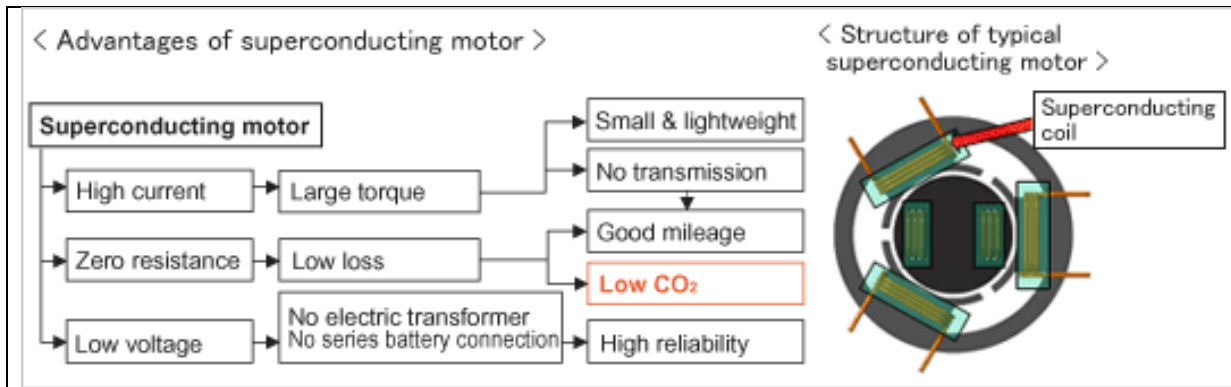 < Advantages of superconducting motor >
< Structure of typical
superconducting motor >
Superconducting motor
High current
Large torque
Small & lightweight
No transmission
Good mileage
Zero resistance
Low loss
Low CO₂
Low voltage
No electric transformer
No series battery connection
High reliability
Superconducting
coil